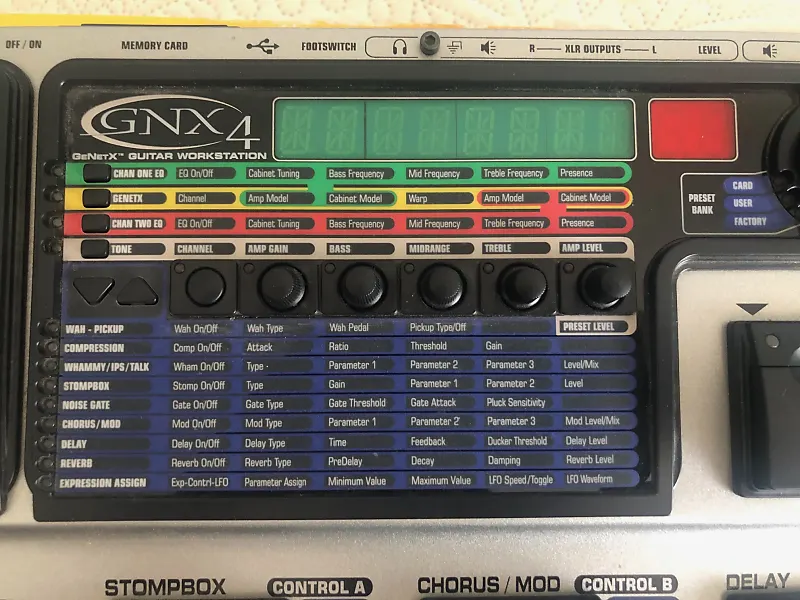 OFF / ON MEMORY CARD FOOTSWITCH R XLR OUTPUTS L LEVEL
GNX4
GENETX™ GUITAR WORKSTATION
CHAN ONE EQ EQ On/Off Cabinet Tuning Bass Frequency Mid Frequency Treble Frequency Presence
GENETX Channel Amp Model Cabinet Model Warp Amp Model Cabinet Model
CHAN TWO EQ EQ On/Off Cabinet Tuning Bass Frequency Mid Frequency Treble Frequency Presence
TONE CHANNEL AMP GAIN BASS MIDRANGE TREBLE AMP LEVEL
PRESET BANK
CARD
USER
FACTORY
WAH - PICKUP Wah On/Off Wah Type Wah Pedal Pickup Type/Off PRESET LEVEL
COMPRESSION Comp On/Off Attack Ratio Threshold Gain
WHAMMY/IPS/TALK Wham On/Off Type Parameter 1 Parameter 2 Parameter 3 Level/Mix
STOMPBOX Stomp On/Off Type Gain Parameter 1 Parameter 2 Level
NOISE GATE Gate On/Off Gate Type Gate Threshold Gate Attack Pluck Sensitivity
CHORUS/MOD Mod On/Off Mod Type Parameter 1 Parameter 2 Parameter 3 Mod Level/Mix
DELAY Delay On/Off Delay Type Time Feedback Ducker Threshold Delay Level
REVERB Reverb On/Off Reverb Type PreDelay Decay Damping Reverb Level
EXPRESSION ASSIGN Exp-Contrl-LFO Parameter Assign Minimum Value Maximum Value LFO Speed/Toggle LFO Waveform
STOMPBOX CONTROL A CHORUS / MOD CONTROL B DELAY